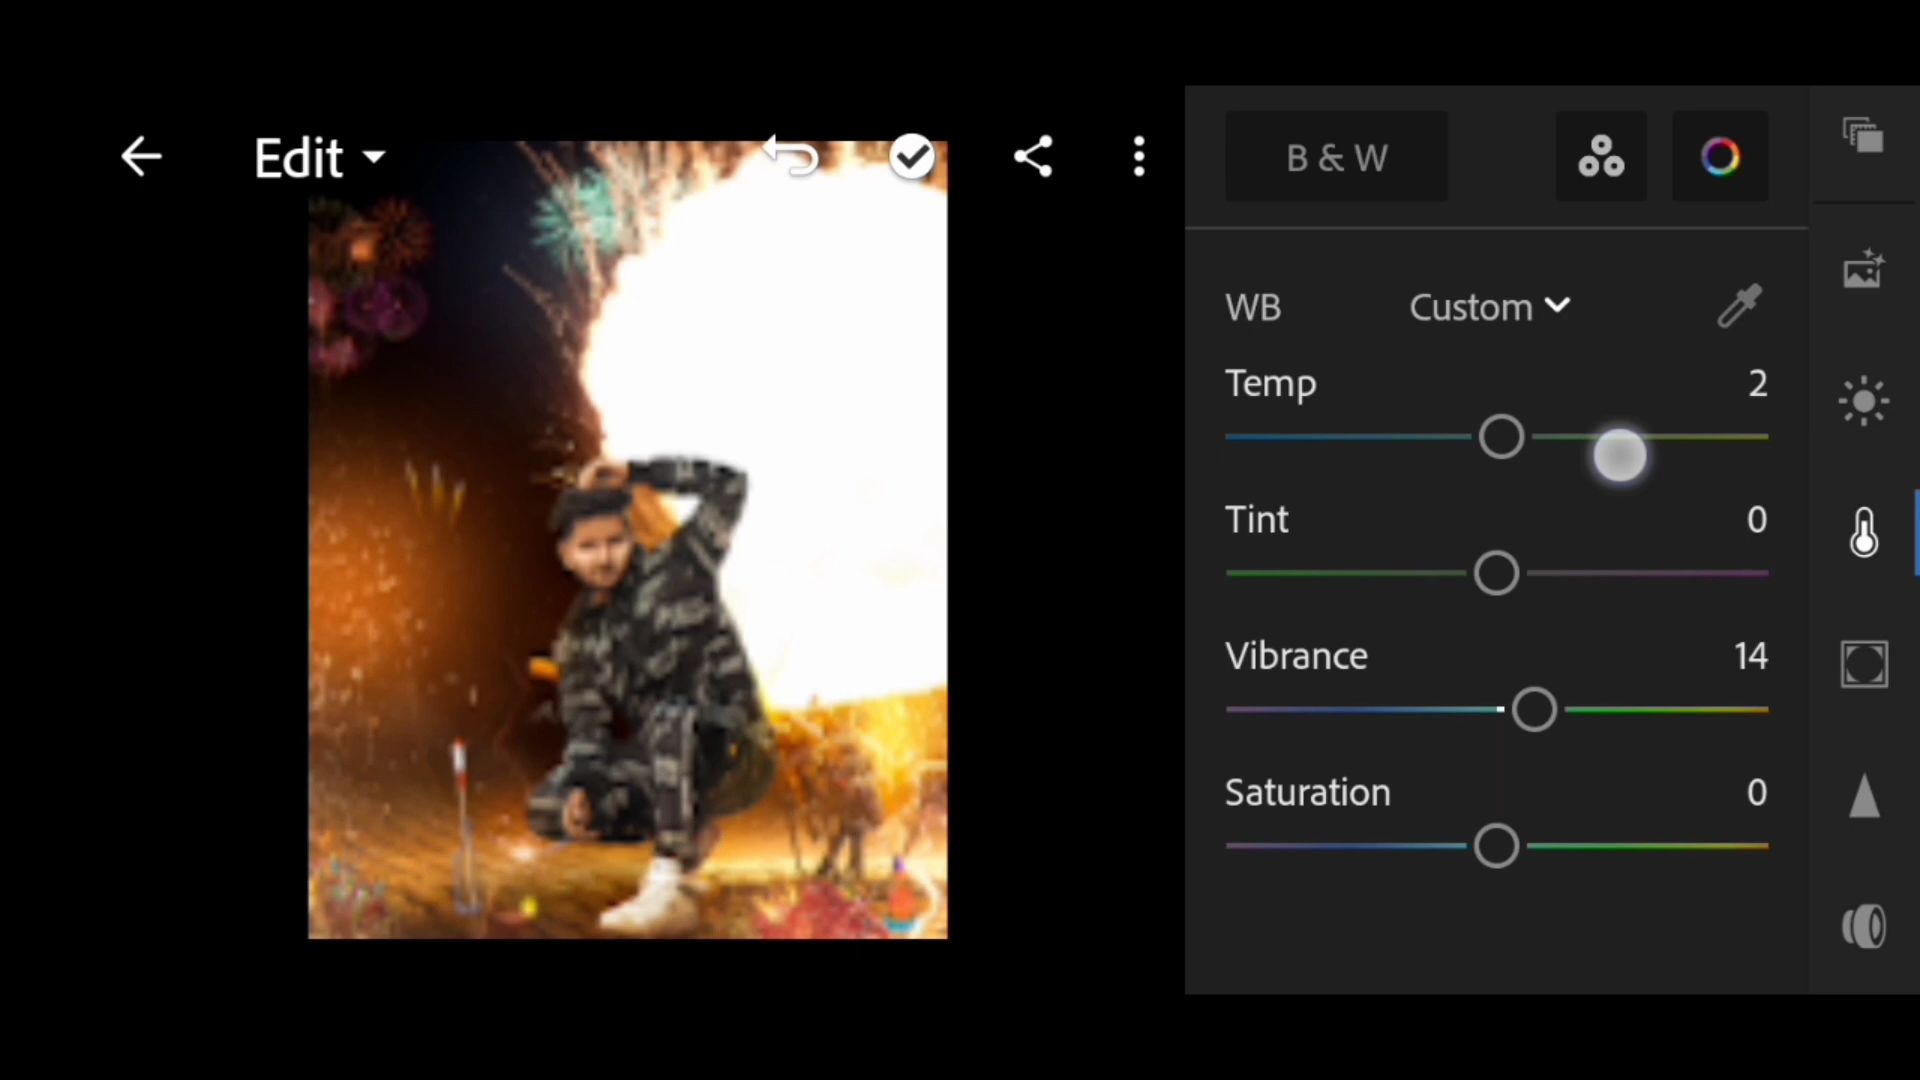 Edit
B & W
WB Custom
Temp 2
Tint 0
Vibrance 14
Saturation 0